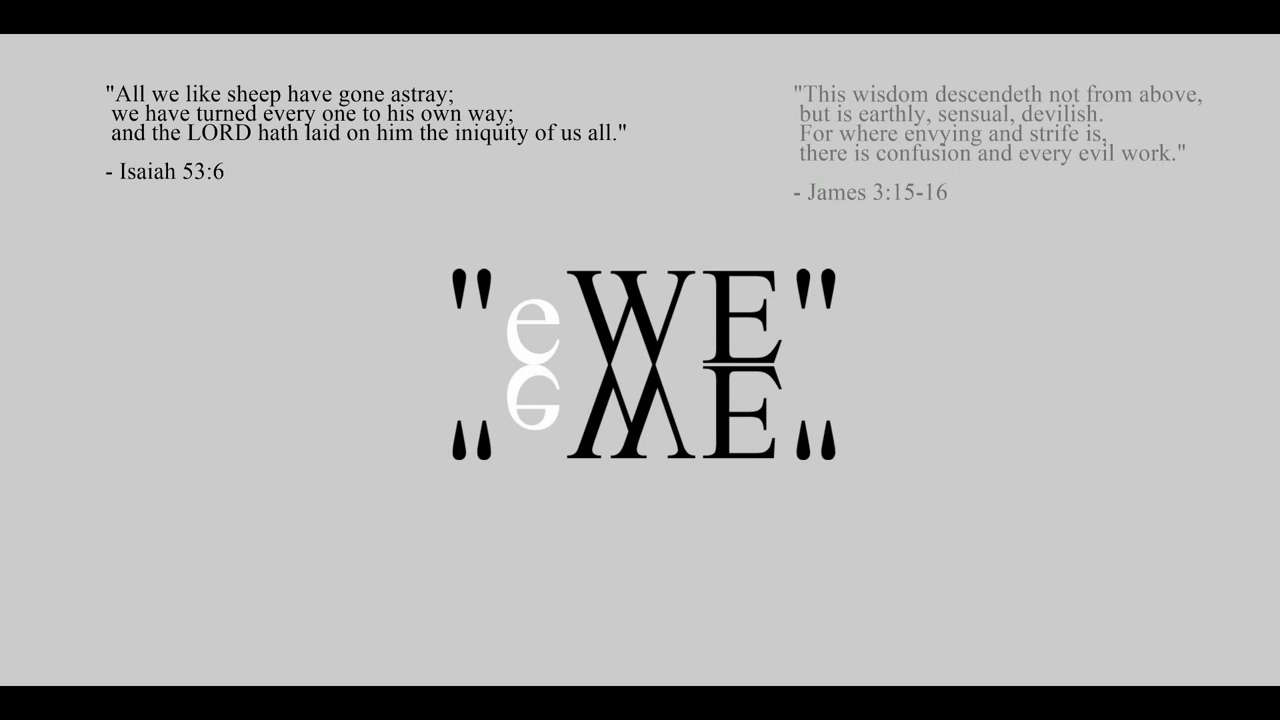 "All we like sheep have gone astray;
we have turned every one to his own way;
and the LORD hath laid on him the iniquity of us all."
- Isaiah 53:6
"This wisdom descendeth not from above,
but is earthly, sensual, devilish.
For where envying and strife is,
there is confusion and every evil work."
- James 3:15-16
"eWE"